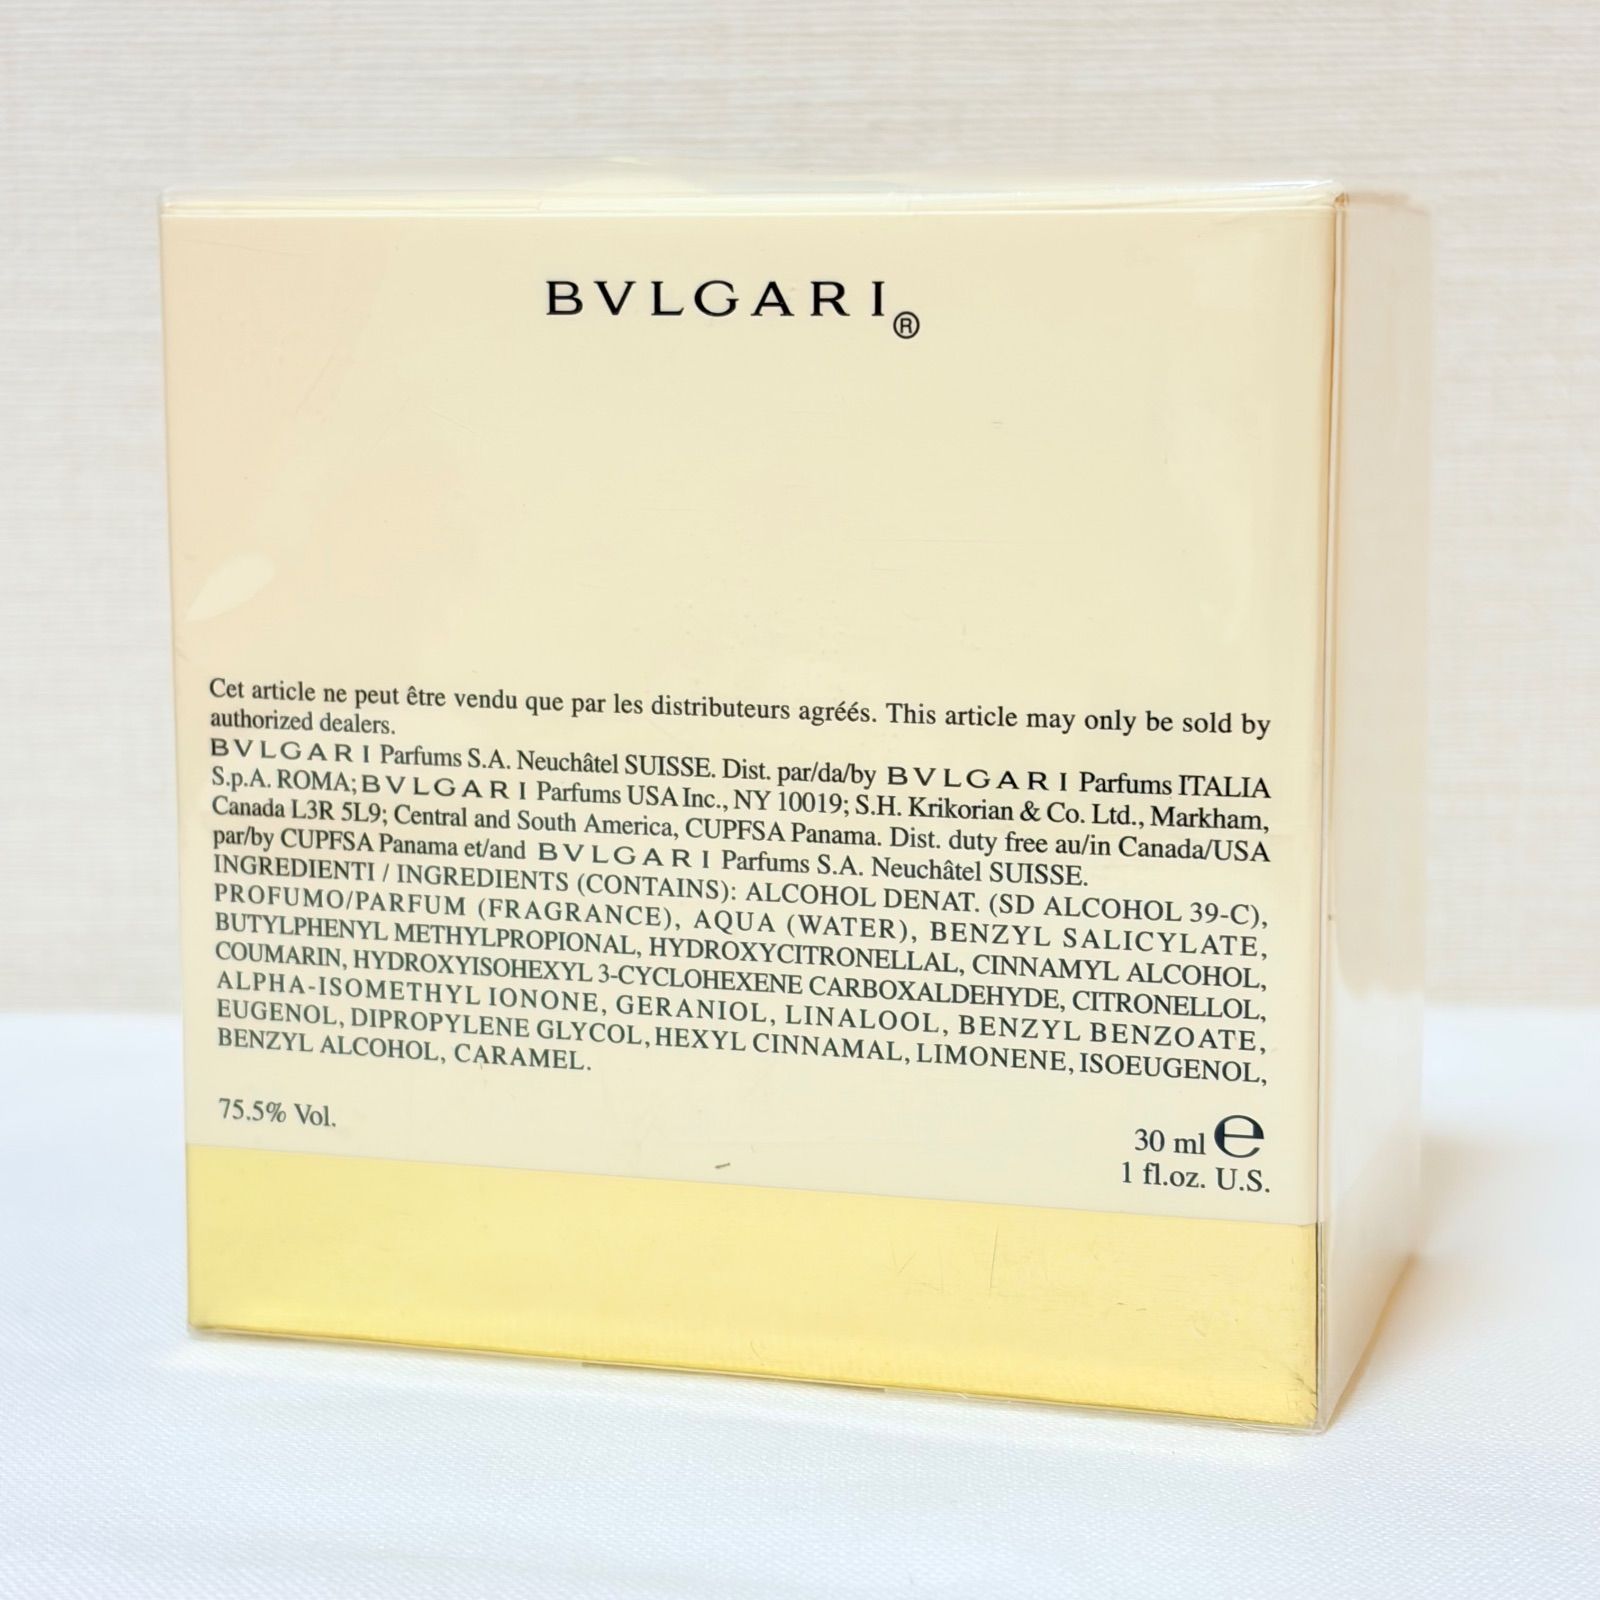 BVLGARI®
Cet article ne peut être vendu que par les distributeurs agréés. This article may only be sold by
authorized dealers.
BVLGARI Parfums S.A. Neuchâtel SUISSE. Dist. par/da/by BVLGARI Parfums ITALIA
S.p.A. ROMA; BVLGARI Parfums USA Inc., NY 10019; S.H. Krikorian & Co. Ltd., Markham,
Canada L3R 5L9; Central and South America, CUPFSA Panama. Dist. duty free au/in Canada/USA
par/by CUPFSA Panama et/and BVLGARI Parfums S.A. Neuchâtel SUISSE.
INGREDIENTI / INGREDIENTS (CONTAINS): ALCOHOL DENAT. (SD ALCOHOL 39-C),
PROFUMO/PARFUM (FRAGRANCE), AQUA (WATER), BENZYL SALICYLATE,
BUTYLPHENYL METHYLPROPIONAL, HYDROXYCITRONELLAL, CINNAMYL ALCOHOL,
COUMARIN, HYDROXYISOHEXYL 3-CYCLOHEXENE CARBOXALDEHYDE, CITRONELLOL,
ALPHA-ISOMETHYL IONONE, GERANIOL, LINALOOL, BENZYL BENZOATE,
EUGENOL, DIPROPYLENE GLYCOL, HEXYL CINNAMAL, LIMONENE, ISOEUGENOL,
BENZYL ALCOHOL, CARAMEL.
75.5% Vol.
30 ml ℮
1 fl.oz. U.S.